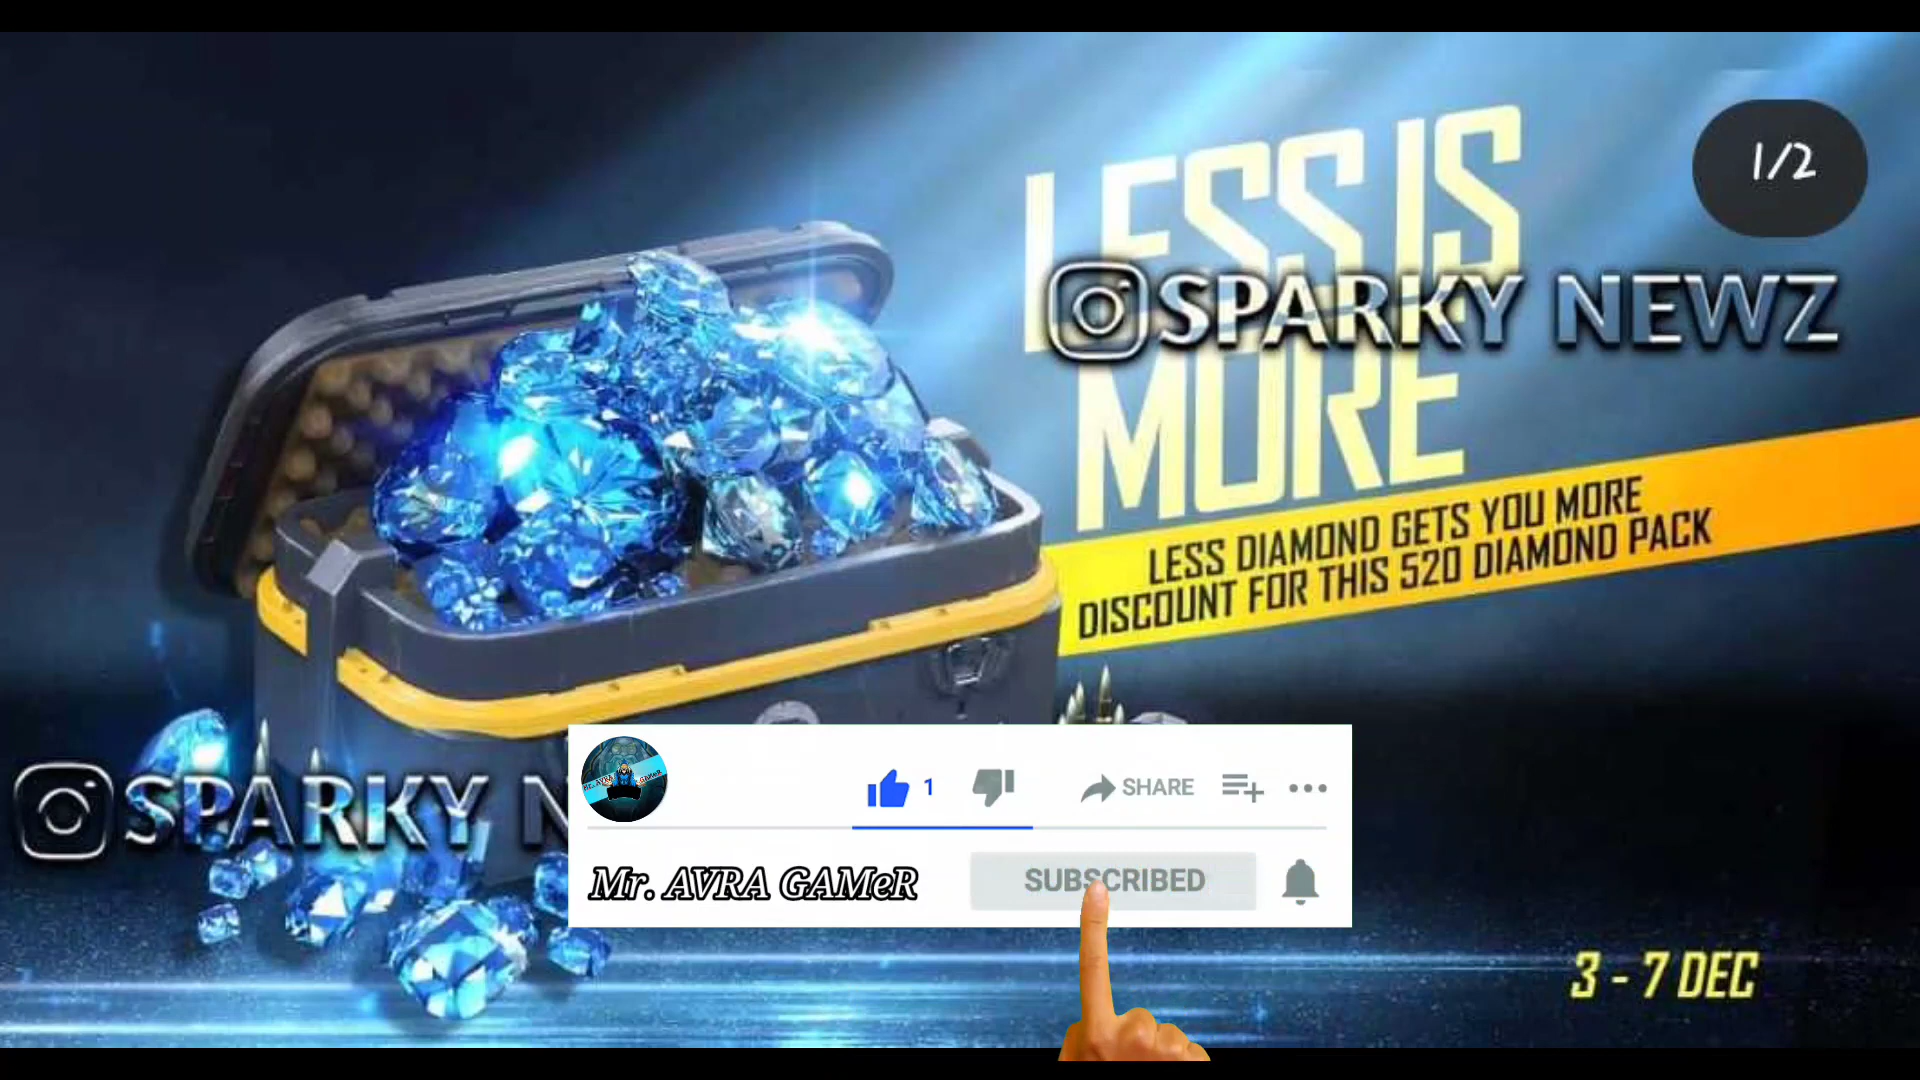 LESS IS
MORE
1/2
SPARKY NEWZ
LESS DIAMOND GETS YOU MORE
DISCOUNT FOR THIS 520 DIAMOND PACK
SPARKY N
1
SHARE
Mr. AVRA GAMeR
SUBSCRIBED
3 - 7 DEC